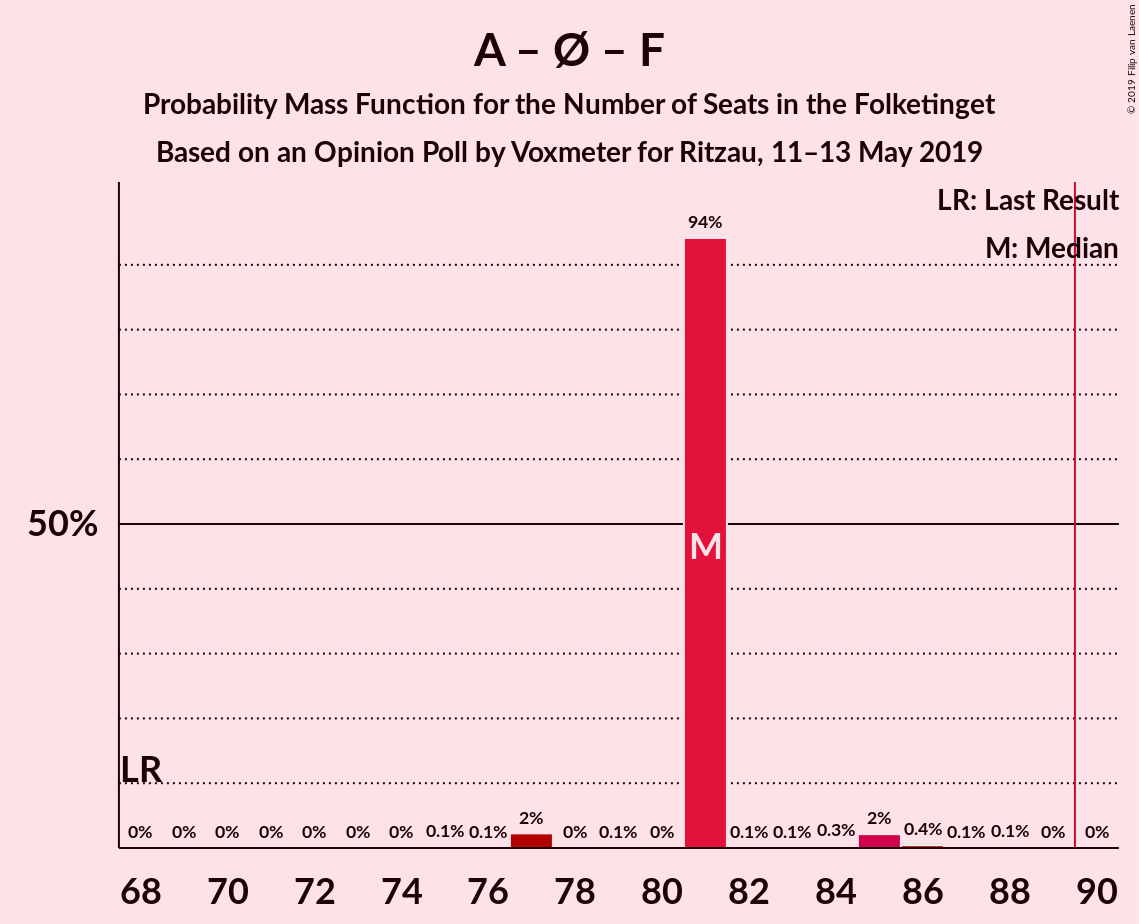 A – Ø – F
Probability Mass Function for the Number of Seats in the Folketinget
Based on an Opinion Poll by Voxmeter for Ritzau, 11–13 May 2019
© 2019 Filip van Laenen
LR: Last Result
M: Median
94%
50%
M
LR
0% 0% 0% 0% 0% 0% 0% 0.1% 0.1% 2% 0% 0.1% 0% 0.1% 0.1% 0.3% 2% 0.4% 0.1% 0.1% 0% 0%
68 70 72 74 76 78 80 82 84 86 88 90